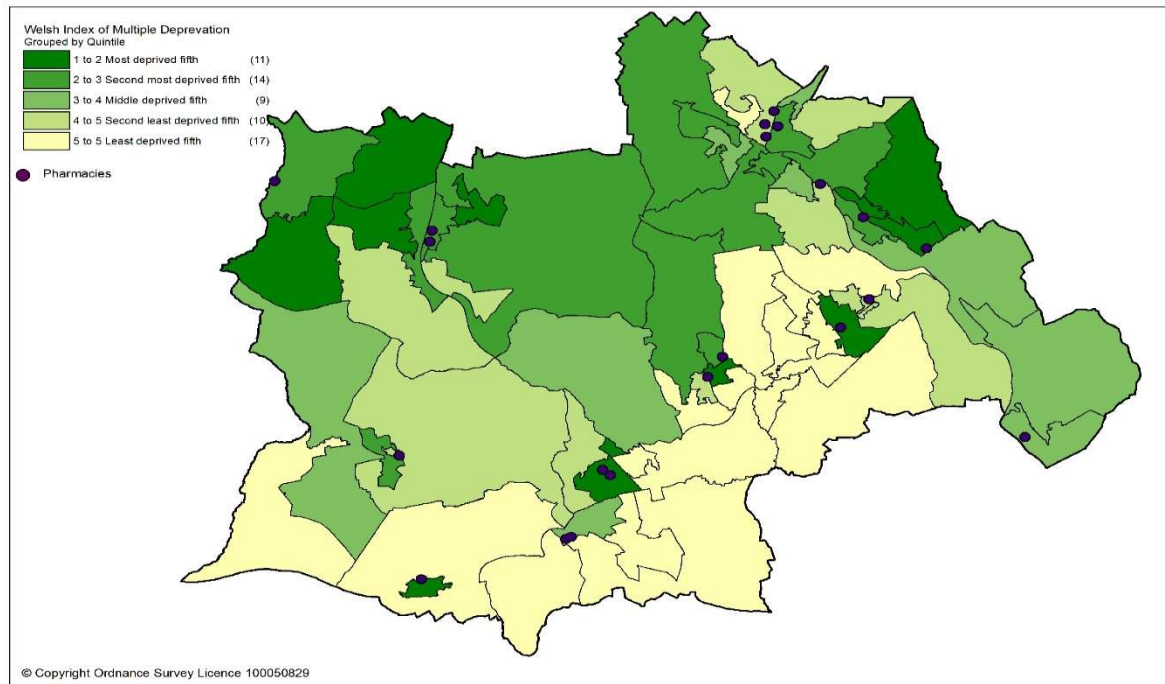 Welsh Index of Multiple Deprevation
Grouped by Quintile
1 to 2 Most deprived fifth (11)
2 to 3 Second most deprived fifth (14)
3 to 4 Middle deprived fifth (9)
4 to 5 Second least deprived fifth (10)
5 to 5 Least deprived fifth (17)
Pharmacies
© Copyright Ordnance Survey Licence 100050829